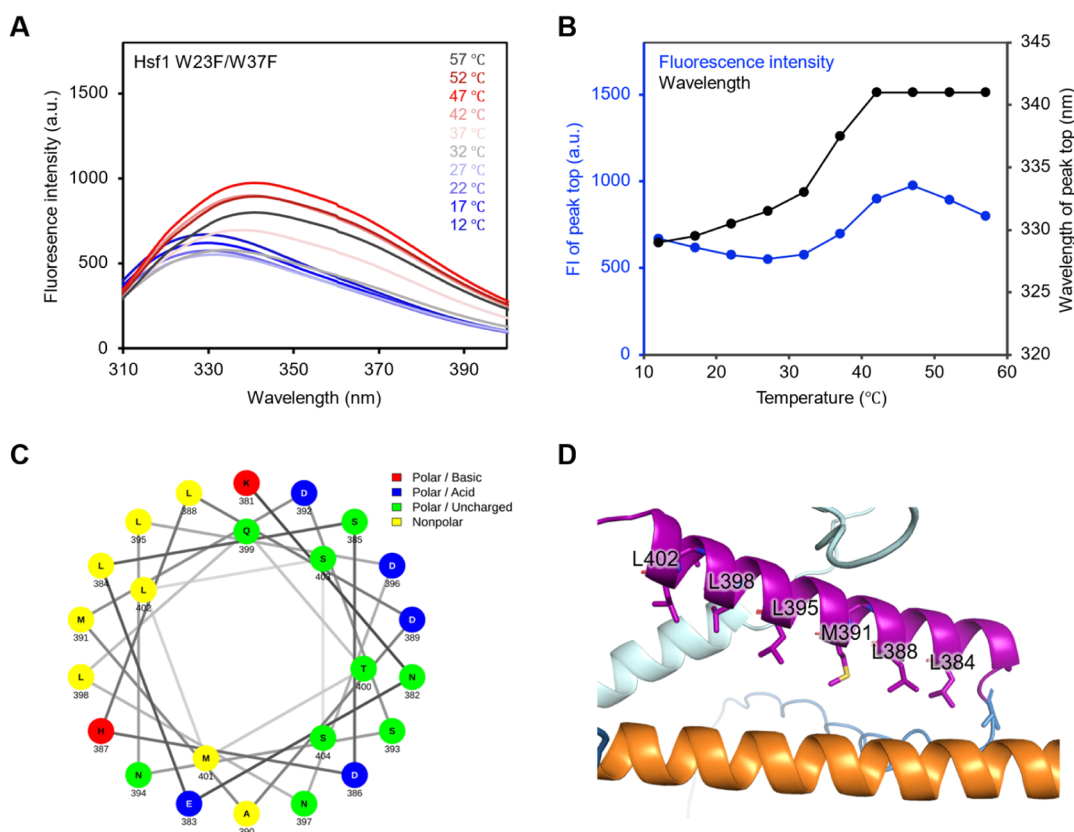 A
Hsf1 W23F/W37F
57 °C
52 °C
47 °C
42 °C
37 °C
32 °C
27 °C
22 °C
17 °C
12 °C
Fluoresence intensity (a.u.)
1500
1000
500
0
310
330
350
370
390
Wavelength (nm)
B
Fluorescence intensity
Wavelength
FI of peak top (a.u.)
1500
1000
500
0
345
340
335
330
325
320
Wavelength of peak top (nm)
10
20
30
40
50
60
Temperature (℃)
C
Polar / Basic
Polar / Acid
Polar / Uncharged
Nonpolar
K
381
D
392
S
385
D
396
D
389
N
382
S
393
D
386
N
397
A
390
E
383
N
394
H
387
L
398
M
391
L
384
L
395
L
388
Q
399
S
403
T
400
S
404
M
401
L
402
D
L402
L398
L395
M391
L388
L384